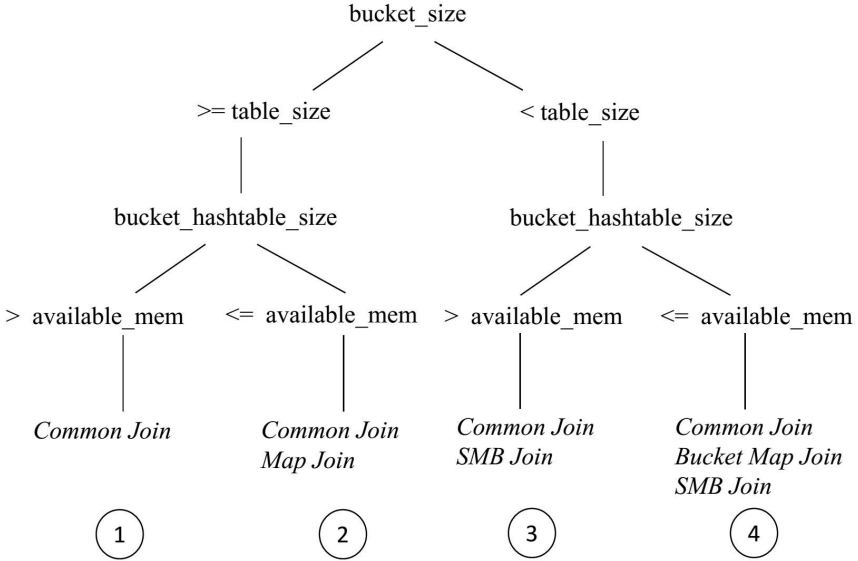 bucket_size
>= table_size
< table_size
bucket_hashtable_size
bucket_hashtable_size
> available_mem
<= available_mem
> available_mem
<= available_mem
Common Join
Common Join
Map Join
Common Join
SMB Join
Common Join
Bucket Map Join
SMB Join
1
2
3
4